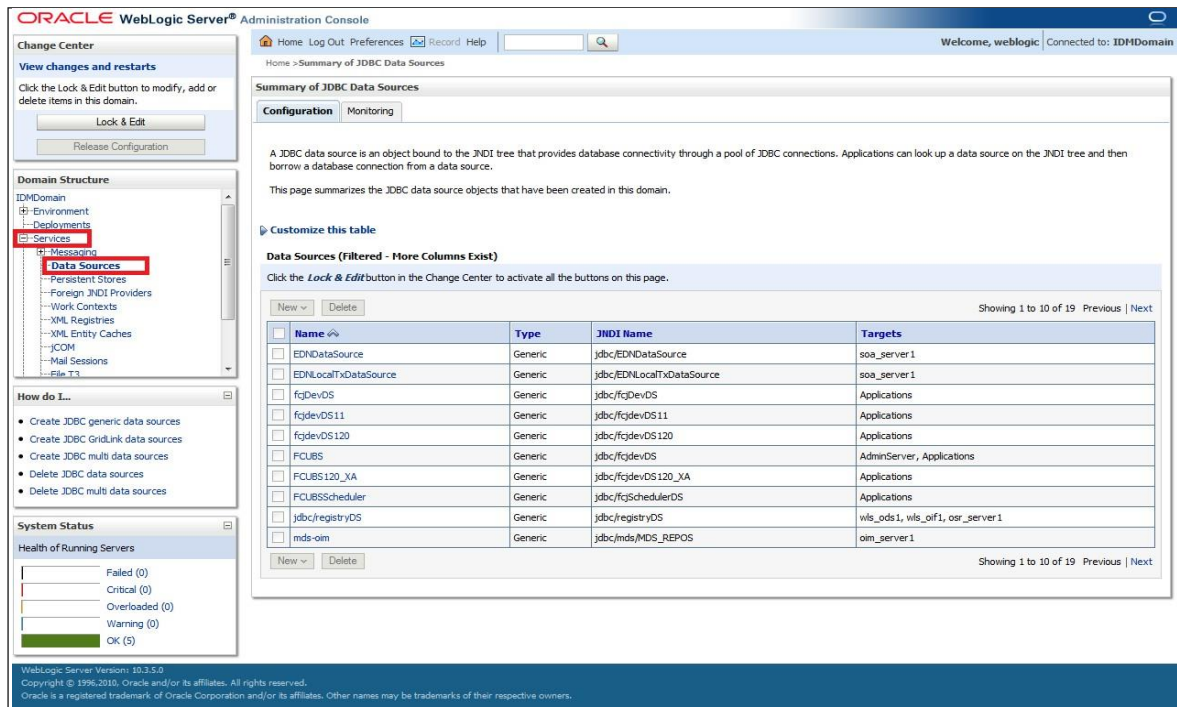 ORACLE WebLogic Server® Administration Console
Change Center
View changes and restarts
Click the Lock & Edit button to modify, add or
delete items in this domain.
Lock & Edit
Release Configuration
Domain Structure
IDMDomain
Environment
Deployments
Services
Messaging
Data Sources
Persistent Stores
Foreign JNDI Providers
Work Contexts
XML Registries
XML Entity Caches
jCOM
Mail Sessions
File T3
How do I...
Create JDBC generic data sources
Create JDBC GridLink data sources
Create JDBC multi data sources
Delete JDBC data sources
Delete JDBC multi data sources
System Status
Health of Running Servers
Failed (0)
Critical (0)
Overloaded (0)
Warning (0)
OK (5)
Home Log Out Preferences Record Help
Welcome, weblogic Connected to: IDMDomain
Home >Summary of JDBC Data Sources
Summary of JDBC Data Sources
Configuration Monitoring
A JDBC data source is an object bound to the JNDI tree that provides database connectivity through a pool of JDBC connections. Applications can look up a data source on the JNDI tree and then
borrow a database connection from a data source.
This page summarizes the JDBC data source objects that have been created in this domain.
Customize this table
Data Sources (Filtered - More Columns Exist)
Click the Lock & Edit button in the Change Center to activate all the buttons on this page.
New Delete Showing 1 to 10 of 19 Previous | Next
Name Type JNDI Name Targets
EDNDataSource Generic jdbc/EDNDataSource soa_server1
EDNLocalTxDataSource Generic jdbc/EDNLocalTxDataSource soa_server1
fcjDevDS Generic jdbc/fcjDevDS Applications
fcjdevDS11 Generic jdbc/fcjdevDS11 Applications
fcjdevDS120 Generic jdbc/fcjdevDS120 Applications
FCUBS Generic jdbc/fcjdevDS AdminServer, Applications
FCUBS120_XA Generic jdbc/fcjdevDS120_XA Applications
FCUBSScheduler Generic jdbc/fcjSchedulerDS Applications
jdbc/registryDS Generic jdbc/registryDS wls_ods1, wls_oif1, osr_server1
mds-oim Generic jdbc/mds/MDS_REPOS oim_server1
New Delete Showing 1 to 10 of 19 Previous | Next
WebLogic Server Version: 10.3.5.0
Copyright © 1996,2010, Oracle and/or its affiliates. All rights reserved.
Oracle is a registered trademark of Oracle Corporation and/or its affiliates. Other names may be trademarks of their respective owners.